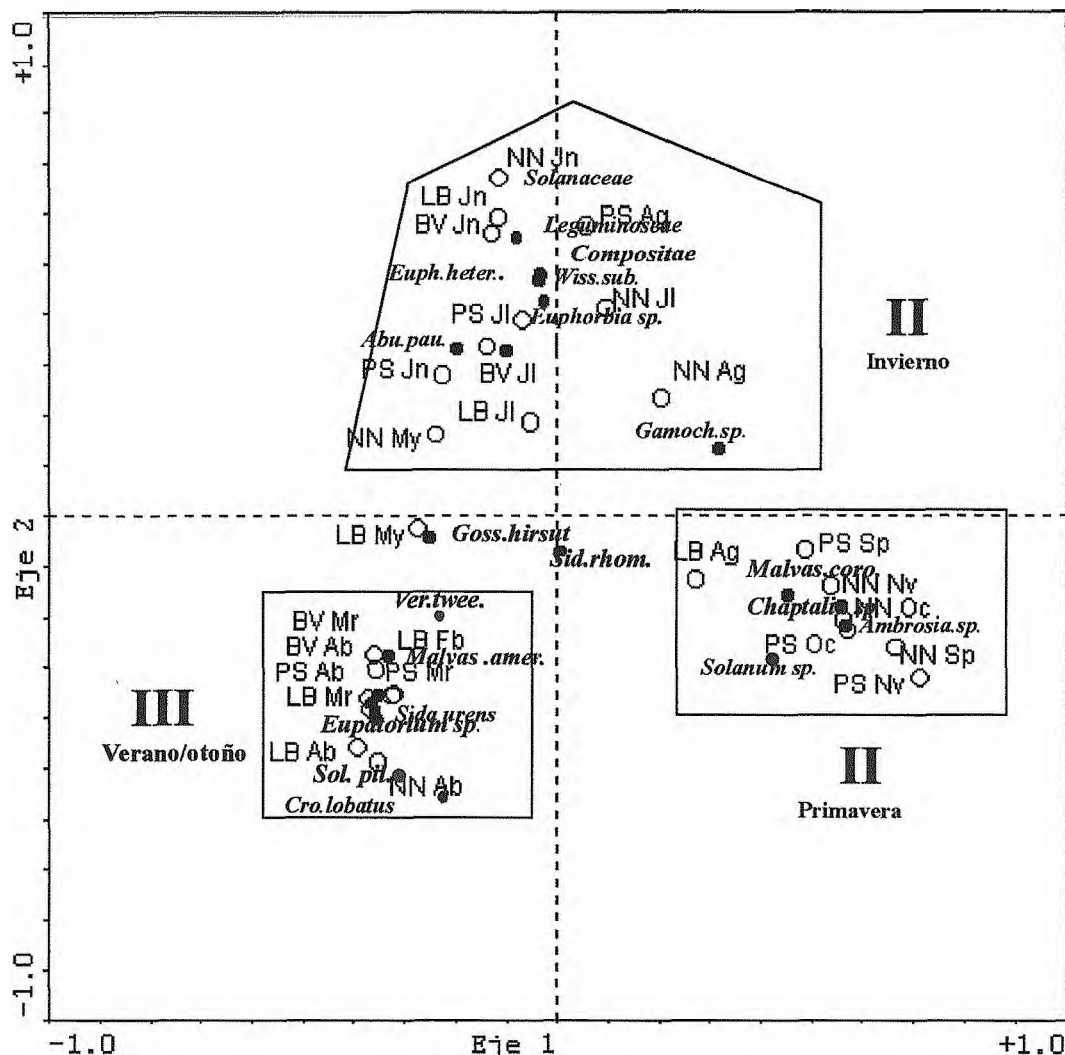 +1.0
NN Jn
Solanaceae
LB Jn
PS Ag
BV Jn
Leguminoseae
Compositae
Euph.heter..
Wiss.sub.
NN Jl
PS Jl
Euphorbia sp.
II
Abu.pau.
Invierno
PS Jn
BV Jl
NN Ag
LB Jl
NN My
Gamoch.sp.
Eje 2
LB My
Goss.hirsut
Sid.rhom.
LB Ag
PS Sp
Malvas.coro
NN Nv
Ver.twee.
Chaptalia sp
NN Oc
BV Mr
Ambrosia.sp.
BV Ab
LB Fb
PS Oc
Malvas .amer.
NN Sp
PS Ab
PS Mr
Solanum sp.
PS Nv
III
LB Mr
Sida urens
Eupatorium sp.
Verano/otoño
LB Ab
II
Sol. pil.
NN Ab
Cro.lobatus
Primavera
-1.0
-1.0
Eje 1
+1.0